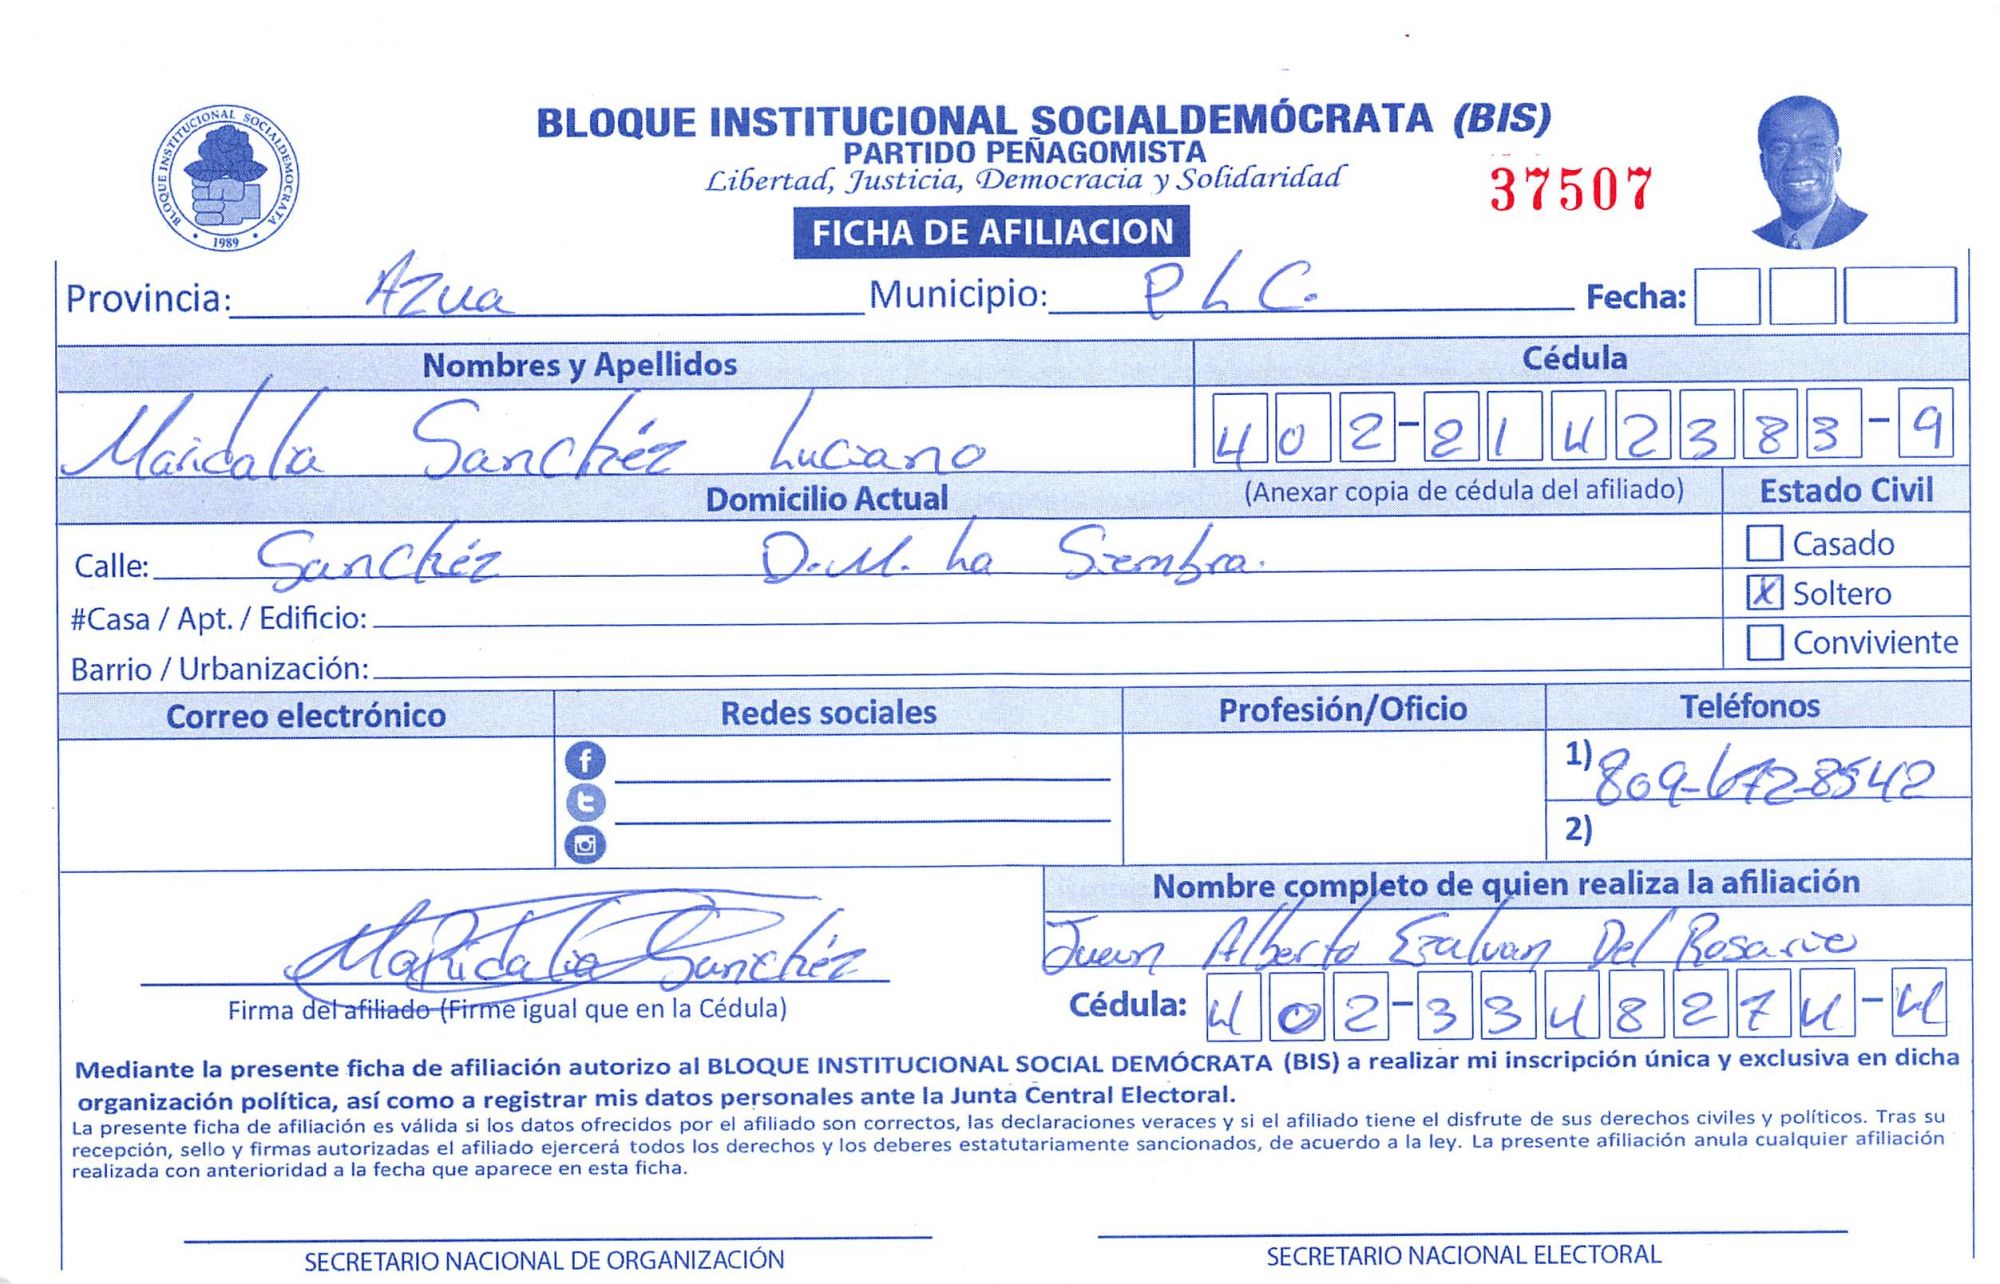 BLOQUE INSTITUCIONAL SOCIALDEMÓCRATA
1989
BLOQUE INSTITUCIONAL SOCIALDEMÓCRATA (BIS)
PARTIDO PEÑAGOMISTA
Libertad, Justicia, Democracia y Solidaridad
37507
FICHA DE AFILIACION
Provincia: Azua Municipio: P L C. Fecha:
Nombres y Apellidos Cédula
Maridalia Sanchéz Luciano 402-2142383-9
Domicilio Actual (Anexar copia de cédula del afiliado) Estado Civil
Calle: Sanchéz D.M. La Siembra. Casado
#Casa / Apt. / Edificio: X Soltero
Barrio / Urbanización: Conviviente
Correo electrónico Redes sociales Profesión/Oficio Teléfonos
1) 809-672-8542
2)
Nombre completo de quien realiza la afiliación
Maridalia Sanchéz Juan Alberto Del Rosario
Firma del afiliado (Firme igual que en la Cédula) Cédula: 402-3348274-4
Mediante la presente ficha de afiliación autorizo al BLOQUE INSTITUCIONAL SOCIAL DEMÓCRATA (BIS) a realizar mi inscripción única y exclusiva en dicha
organización política, así como a registrar mis datos personales ante la Junta Central Electoral.
La presente ficha de afiliación es válida si los datos ofrecidos por el afiliado son correctos, las declaraciones veraces y si el afiliado tiene el disfrute de sus derechos civiles y políticos. Tras su
recepción, sello y firmas autorizadas el afiliado ejercerá todos los derechos y los deberes estatutariamente sancionados, de acuerdo a la ley. La presente afiliación anula cualquier afiliación
realizada con anterioridad a la fecha que aparece en esta ficha.
SECRETARIO NACIONAL DE ORGANIZACIÓN SECRETARIO NACIONAL ELECTORAL